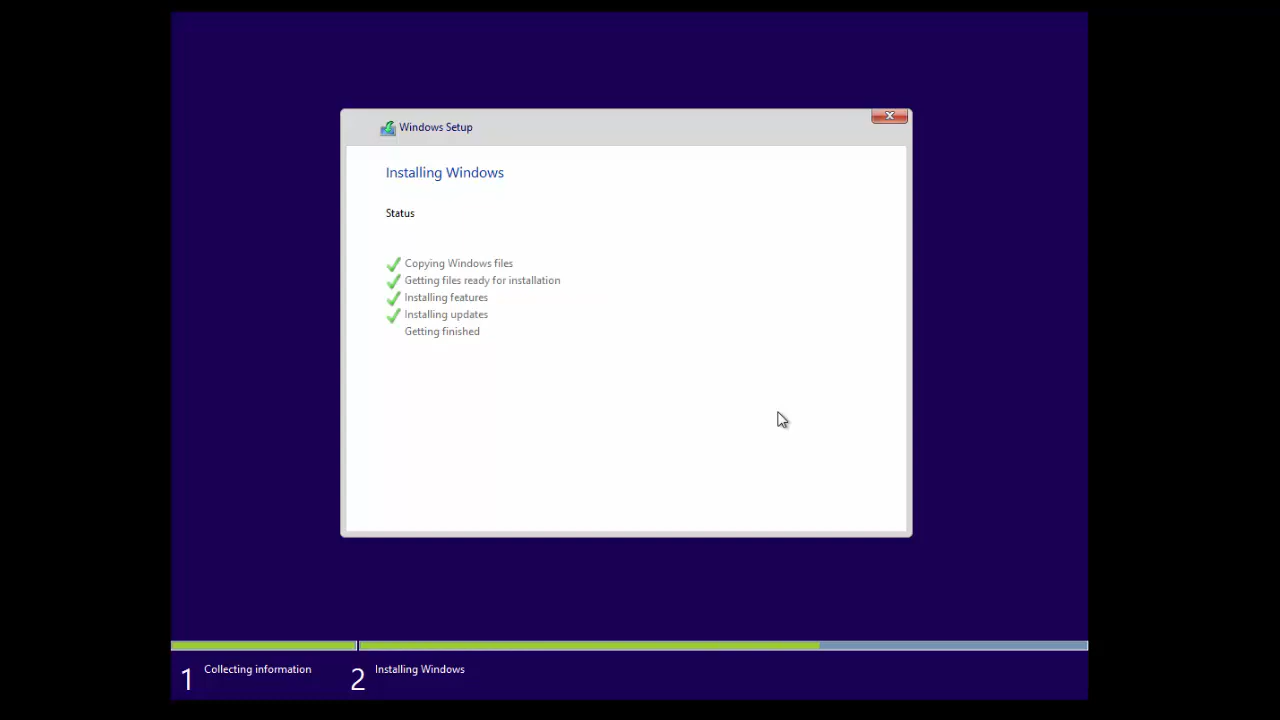 Windows Setup
Installing Windows
Status
Copying Windows files
Getting files ready for installation
Installing features
Installing updates
Getting finished
1 Collecting information
2 Installing Windows